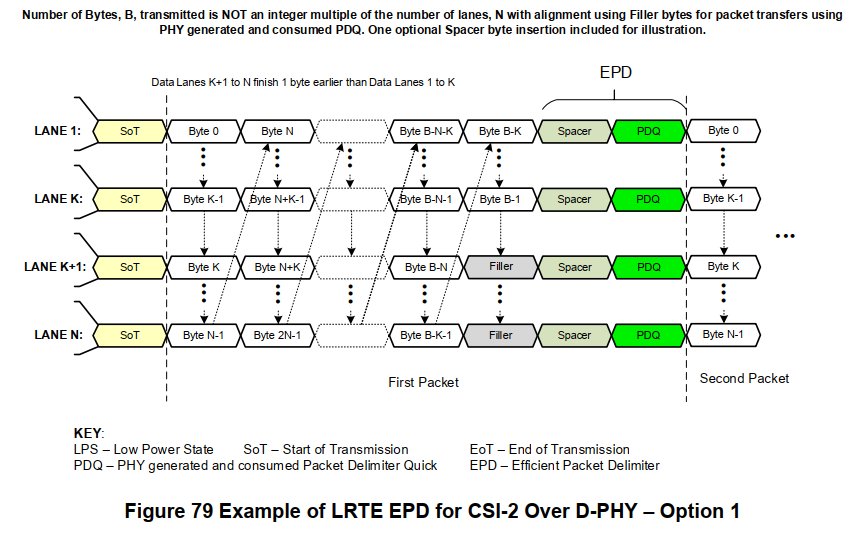 Number of Bytes, B, transmitted is NOT an integer multiple of the number of lanes, N with alignment using Filler bytes for packet transfers using
PHY generated and consumed PDQ. One optional Spacer byte insertion included for illustration.
EPD
Data Lanes K+1 to N finish 1 byte earlier than Data Lanes 1 to K
LANE 1: SoT Byte 0 Byte N Byte B-N-K Byte B-K Spacer PDQ Byte 0
LANE K: SoT Byte K-1 Byte N+K-1 Byte B-N-1 Byte B-1 Spacer PDQ Byte K-1
LANE K+1: SoT Byte K Byte N+K Byte B-N Filler Spacer PDQ Byte K
LANE N: SoT Byte N-1 Byte 2N-1 Byte B-K-1 Filler Spacer PDQ Byte N-1
First Packet Second Packet
KEY:
LPS – Low Power State SoT – Start of Transmission EoT – End of Transmission
PDQ – PHY generated and consumed Packet Delimiter Quick EPD – Efficient Packet Delimiter
Figure 79 Example of LRTE EPD for CSI-2 Over D-PHY – Option 1